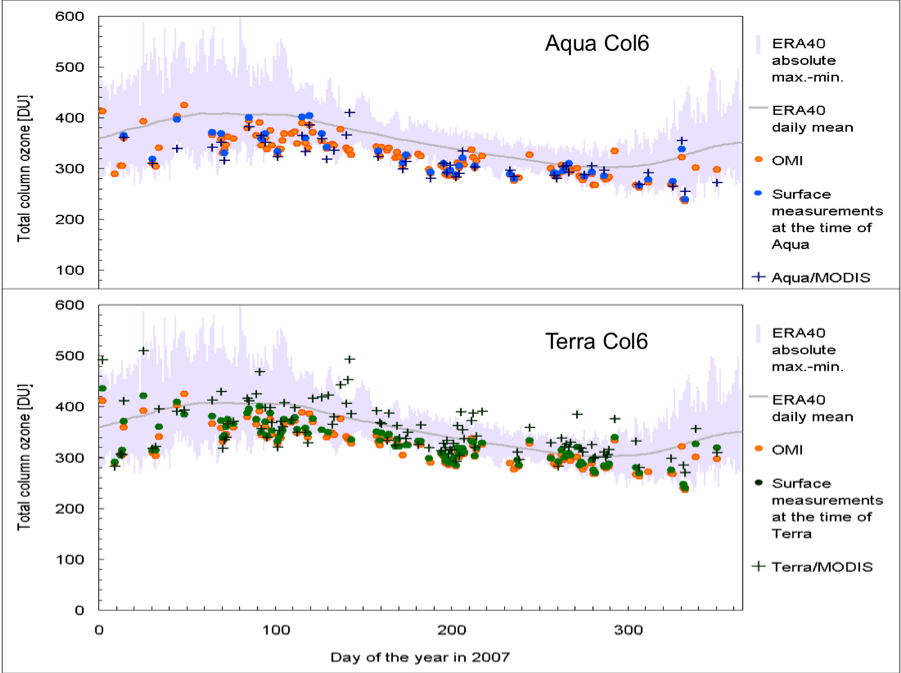 600
500
400
300
200
100
Total column ozone [DU]
Aqua Col6
ERA40
absolute
max.-min.
ERA40
daily mean
OMI
Surface
measurements
at the time of
Aqua
Aqua/MODIS
600
500
400
300
200
100
0
Total column ozone [DU]
Terra Col6
ERA40
absolute
max.-min.
ERA40
daily mean
OMI
Surface
measurements
at the time of
Terra
Terra/MODIS
0 100 200 300
Day of the year in 2007